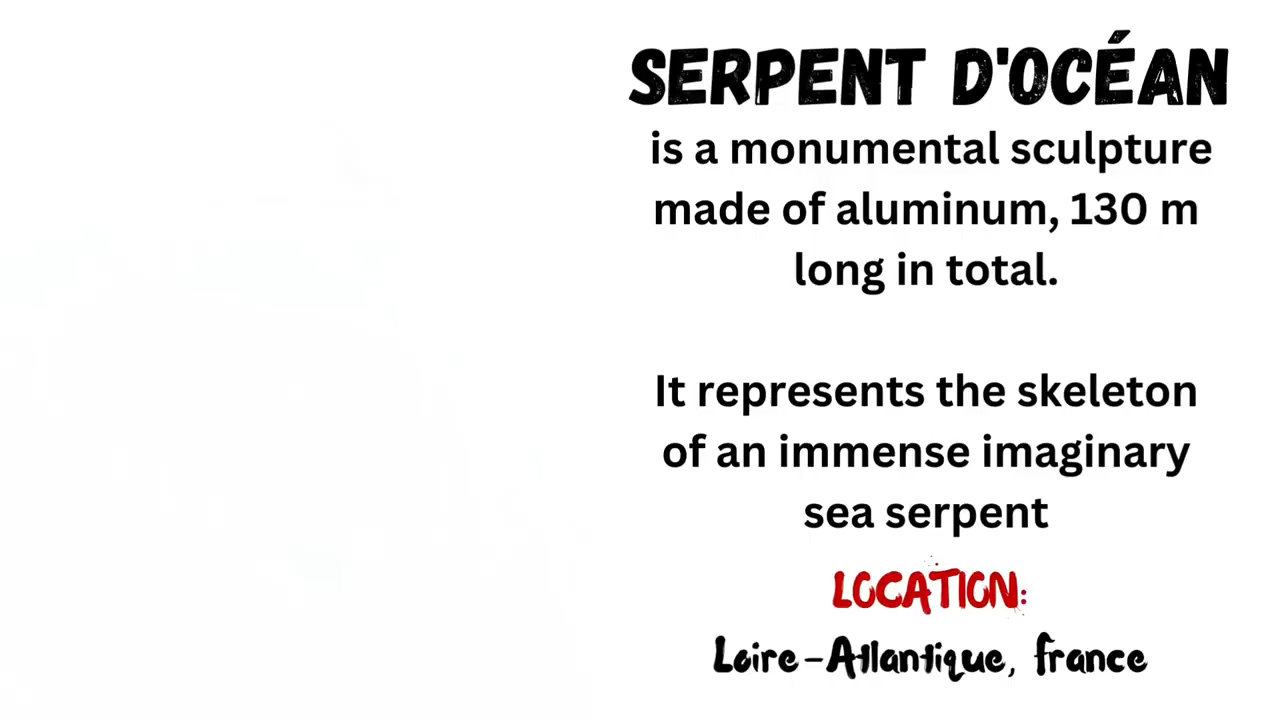 SERPENT D'OCÉAN
is a monumental sculpture
made of aluminum, 130 m
long in total.
It represents the skeleton
of an immense imaginary
sea serpent
LOCATION:
Loire-Atlantique, france